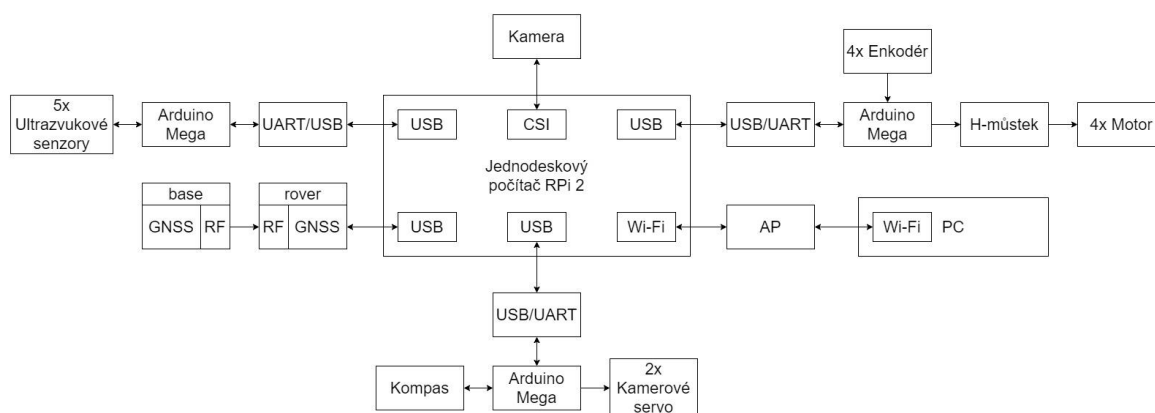 Kamera
4x Enkodér
5x
Ultrazvukové
senzory
Arduino
Mega
UART/USB
USB
CSI
USB
USB/UART
Arduino
Mega
H-můstek
4x Motor
Jednodeskový
počítač RPi 2
base
GNSS
RF
rover
RF
GNSS
USB
USB
Wi-Fi
AP
Wi-Fi
PC
USB/UART
Kompas
Arduino
Mega
2x
Kamerové
servo